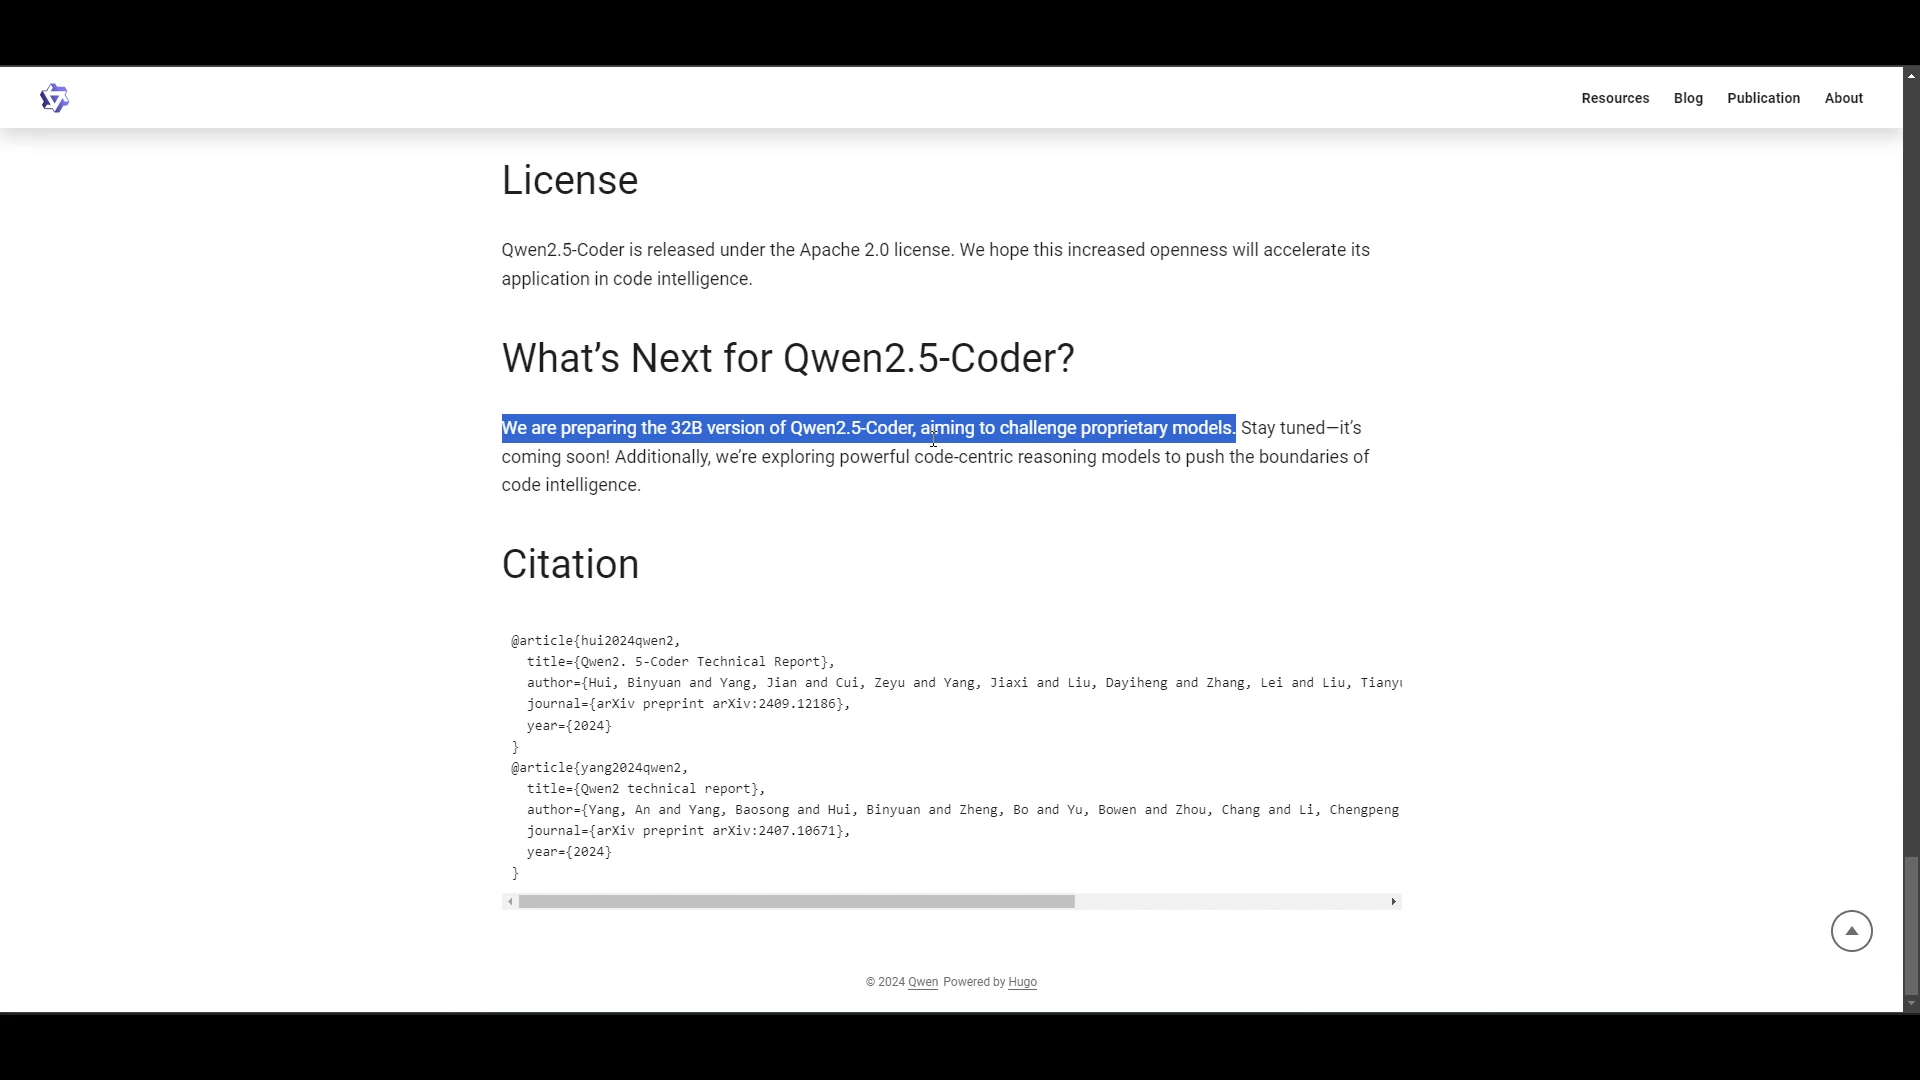 Resources Blog Publication About
License
Qwen2.5-Coder is released under the Apache 2.0 license. We hope this increased openness will accelerate its
application in code intelligence.
What’s Next for Qwen2.5-Coder?
We are preparing the 32B version of Qwen2.5-Coder, aiming to challenge proprietary models. Stay tuned—it’s
coming soon! Additionally, we’re exploring powerful code-centric reasoning models to push the boundaries of
code intelligence.
Citation
@article{hui2024qwen2,
  title={Qwen2. 5-Coder Technical Report},
  author={Hui, Binyuan and Yang, Jian and Cui, Zeyu and Yang, Jiaxi and Liu, Dayiheng and Zhang, Lei and Liu,
  journal={arXiv preprint arXiv:2409.12186},
  year={2024}
}
@article{yang2024qwen2,
  title={Qwen2 technical report},
  author={Yang, An and Yang, Baosong and Hui, Binyuan and Zheng, Bo and Yu, Bowen and Zhou, Chang and Li, Chengpeng
  journal={arXiv preprint arXiv:2407.10671},
  year={2024}
}
© 2024 Qwen Powered by Hugo